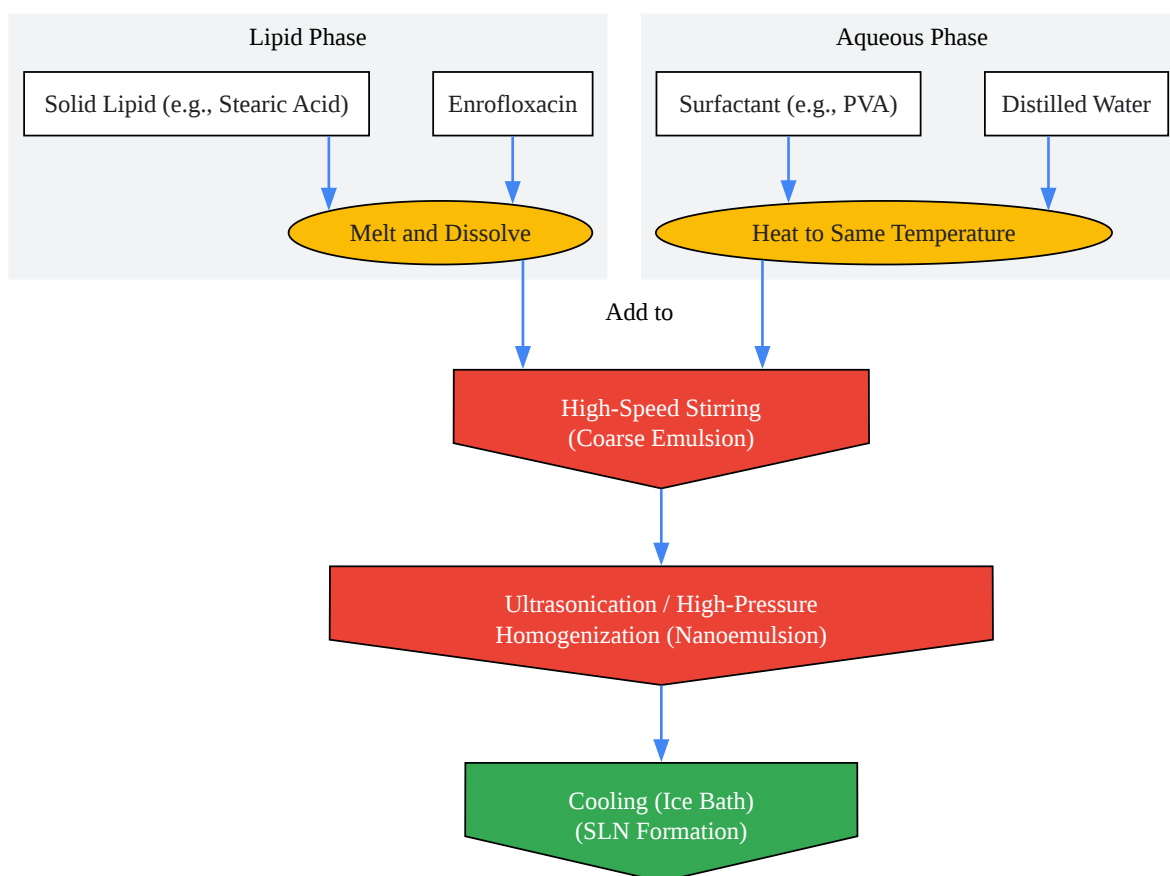 Lipid Phase
Aqueous Phase
Solid Lipid (e.g., Stearic Acid)
Enrofloxacin
Surfactant (e.g., PVA)
Distilled Water
Melt and Dissolve
Heat to Same Temperature
Add to
High-Speed Stirring
(Coarse Emulsion)
Ultrasonication / High-Pressure
Homogenization (Nanoemulsion)
Cooling (Ice Bath)
(SLN Formation)